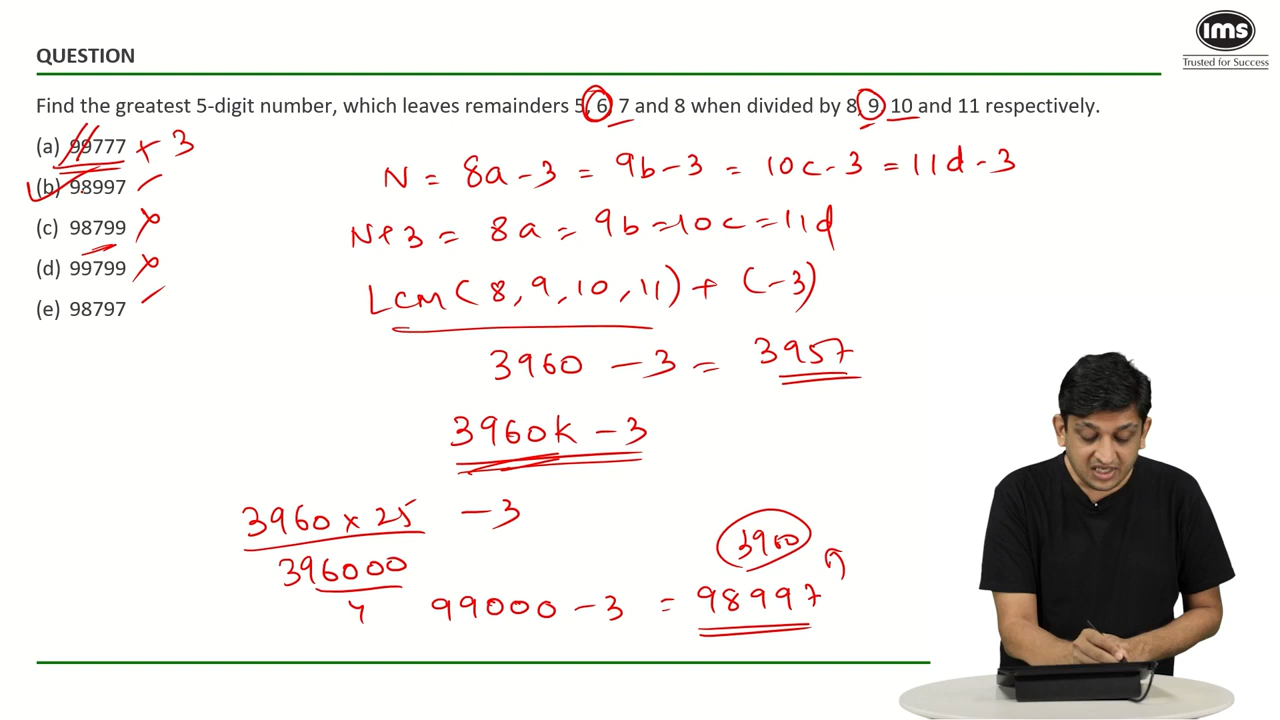 ims
Trusted for Success
QUESTION
Find the greatest 5-digit number, which leaves remainders 5, 6, 7 and 8 when divided by 8, 9, 10 and 11 respectively.
(a) 99777 + 3
(b) 98997
(c) 98799
(d) 99799
(e) 98797
N = 8a - 3 = 9b - 3 = 10c - 3 = 11d - 3
N+3 = 8a = 9b = 10c = 11d
LCM (8, 9, 10, 11) + (-3)
3960 - 3 = 3957
3960k - 3
3960 x 25 - 3
396000
4
99000 - 3 = 98997
3960